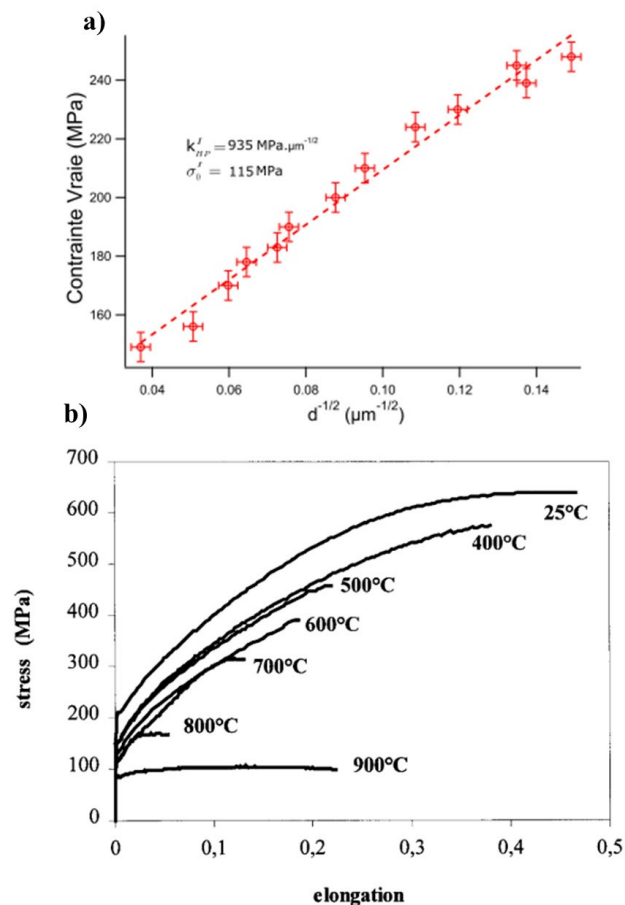 a)
Contrainte Vraie (MPa)
240
220
200
180
160
k_HP^I = 935 MPa.µm^-1/2
= 115 MPa
0.04 0.06 0.08 0.10 0.12 0.14
d^-1/2 (µm^-1/2)
b)
stress (MPa)
700
600
500
400
300
200
100
0
25°C
400°C
500°C
600°C
700°C
800°C
900°C
0 0,1 0,2 0,3 0,4 0,5
elongation